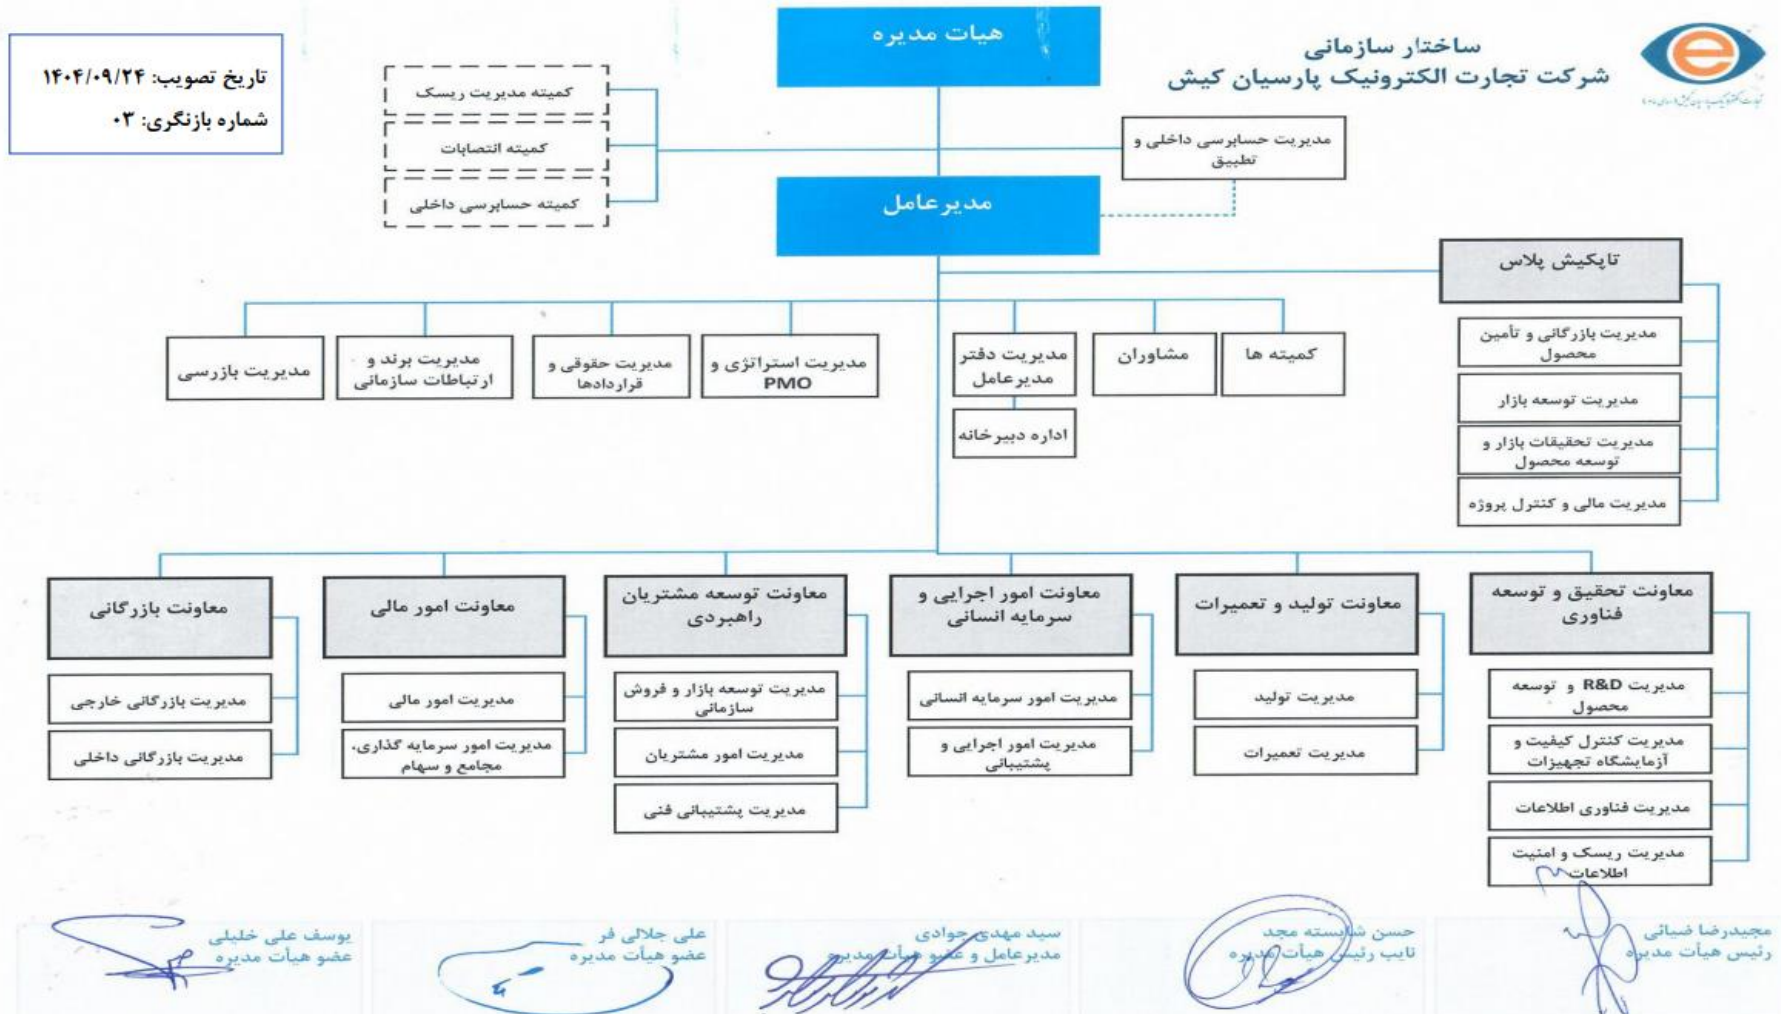 ساختار سازمانی
شرکت تجارت الکترونیک پارسیان کیش
تاریخ تصویب: ۱۴۰۴/۰۹/۲۴
شماره بازنگری: ۰۳
هیات مدیره
کمیته مدیریت ریسک
کمیته انتصابات
کمیته حسابرسی داخلی
مدیریت حسابرسی داخلی و
تطبیق
مدیرعامل
تاپکیش پلاس
مدیریت بازرگانی و تأمین
محصول
مدیریت توسعه بازار
مدیریت تحقیقات بازار و
توسعه محصول
مدیریت مالی و کنترل پروژه
کمیته ها
مشاوران
مدیریت دفتر
مدیرعامل
اداره دبیرخانه
مدیریت استراتژی و
PMO
مدیریت حقوقی و
قراردادها
مدیریت برند و
ارتباطات سازمانی
مدیریت بازرسی
معاونت تحقیق و توسعه
فناوری
مدیریت R&D و توسعه
محصول
مدیریت کنترل کیفیت و
آزمایشگاه تجهیزات
مدیریت فناوری اطلاعات
مدیریت ریسک و امنیت
اطلاعات
معاونت تولید و تعمیرات
مدیریت تولید
مدیریت تعمیرات
معاونت امور اجرایی و
سرمایه انسانی
مدیریت امور سرمایه انسانی
مدیریت امور اجرایی و
پشتیبانی
معاونت توسعه مشتریان
راهبردی
مدیریت توسعه بازار و فروش
سازمانی
مدیریت امور مشتریان
مدیریت پشتیبانی فنی
معاونت امور مالی
مدیریت امور مالی
مدیریت امور سرمایه گذاری،
مجامع و سهام
معاونت بازرگانی
مدیریت بازرگانی خارجی
مدیریت بازرگانی داخلی
مجیدرضا ضیائی
رئیس هیأت مدیره
حسن شایسته مجد
نایب رئیس هیأت مدیره
سید مهدی جوادی
مدیرعامل و عضو هیأت مدیره
علی جلالی فر
عضو هیأت مدیره
یوسف علی خلیلی
عضو هیأت مدیره